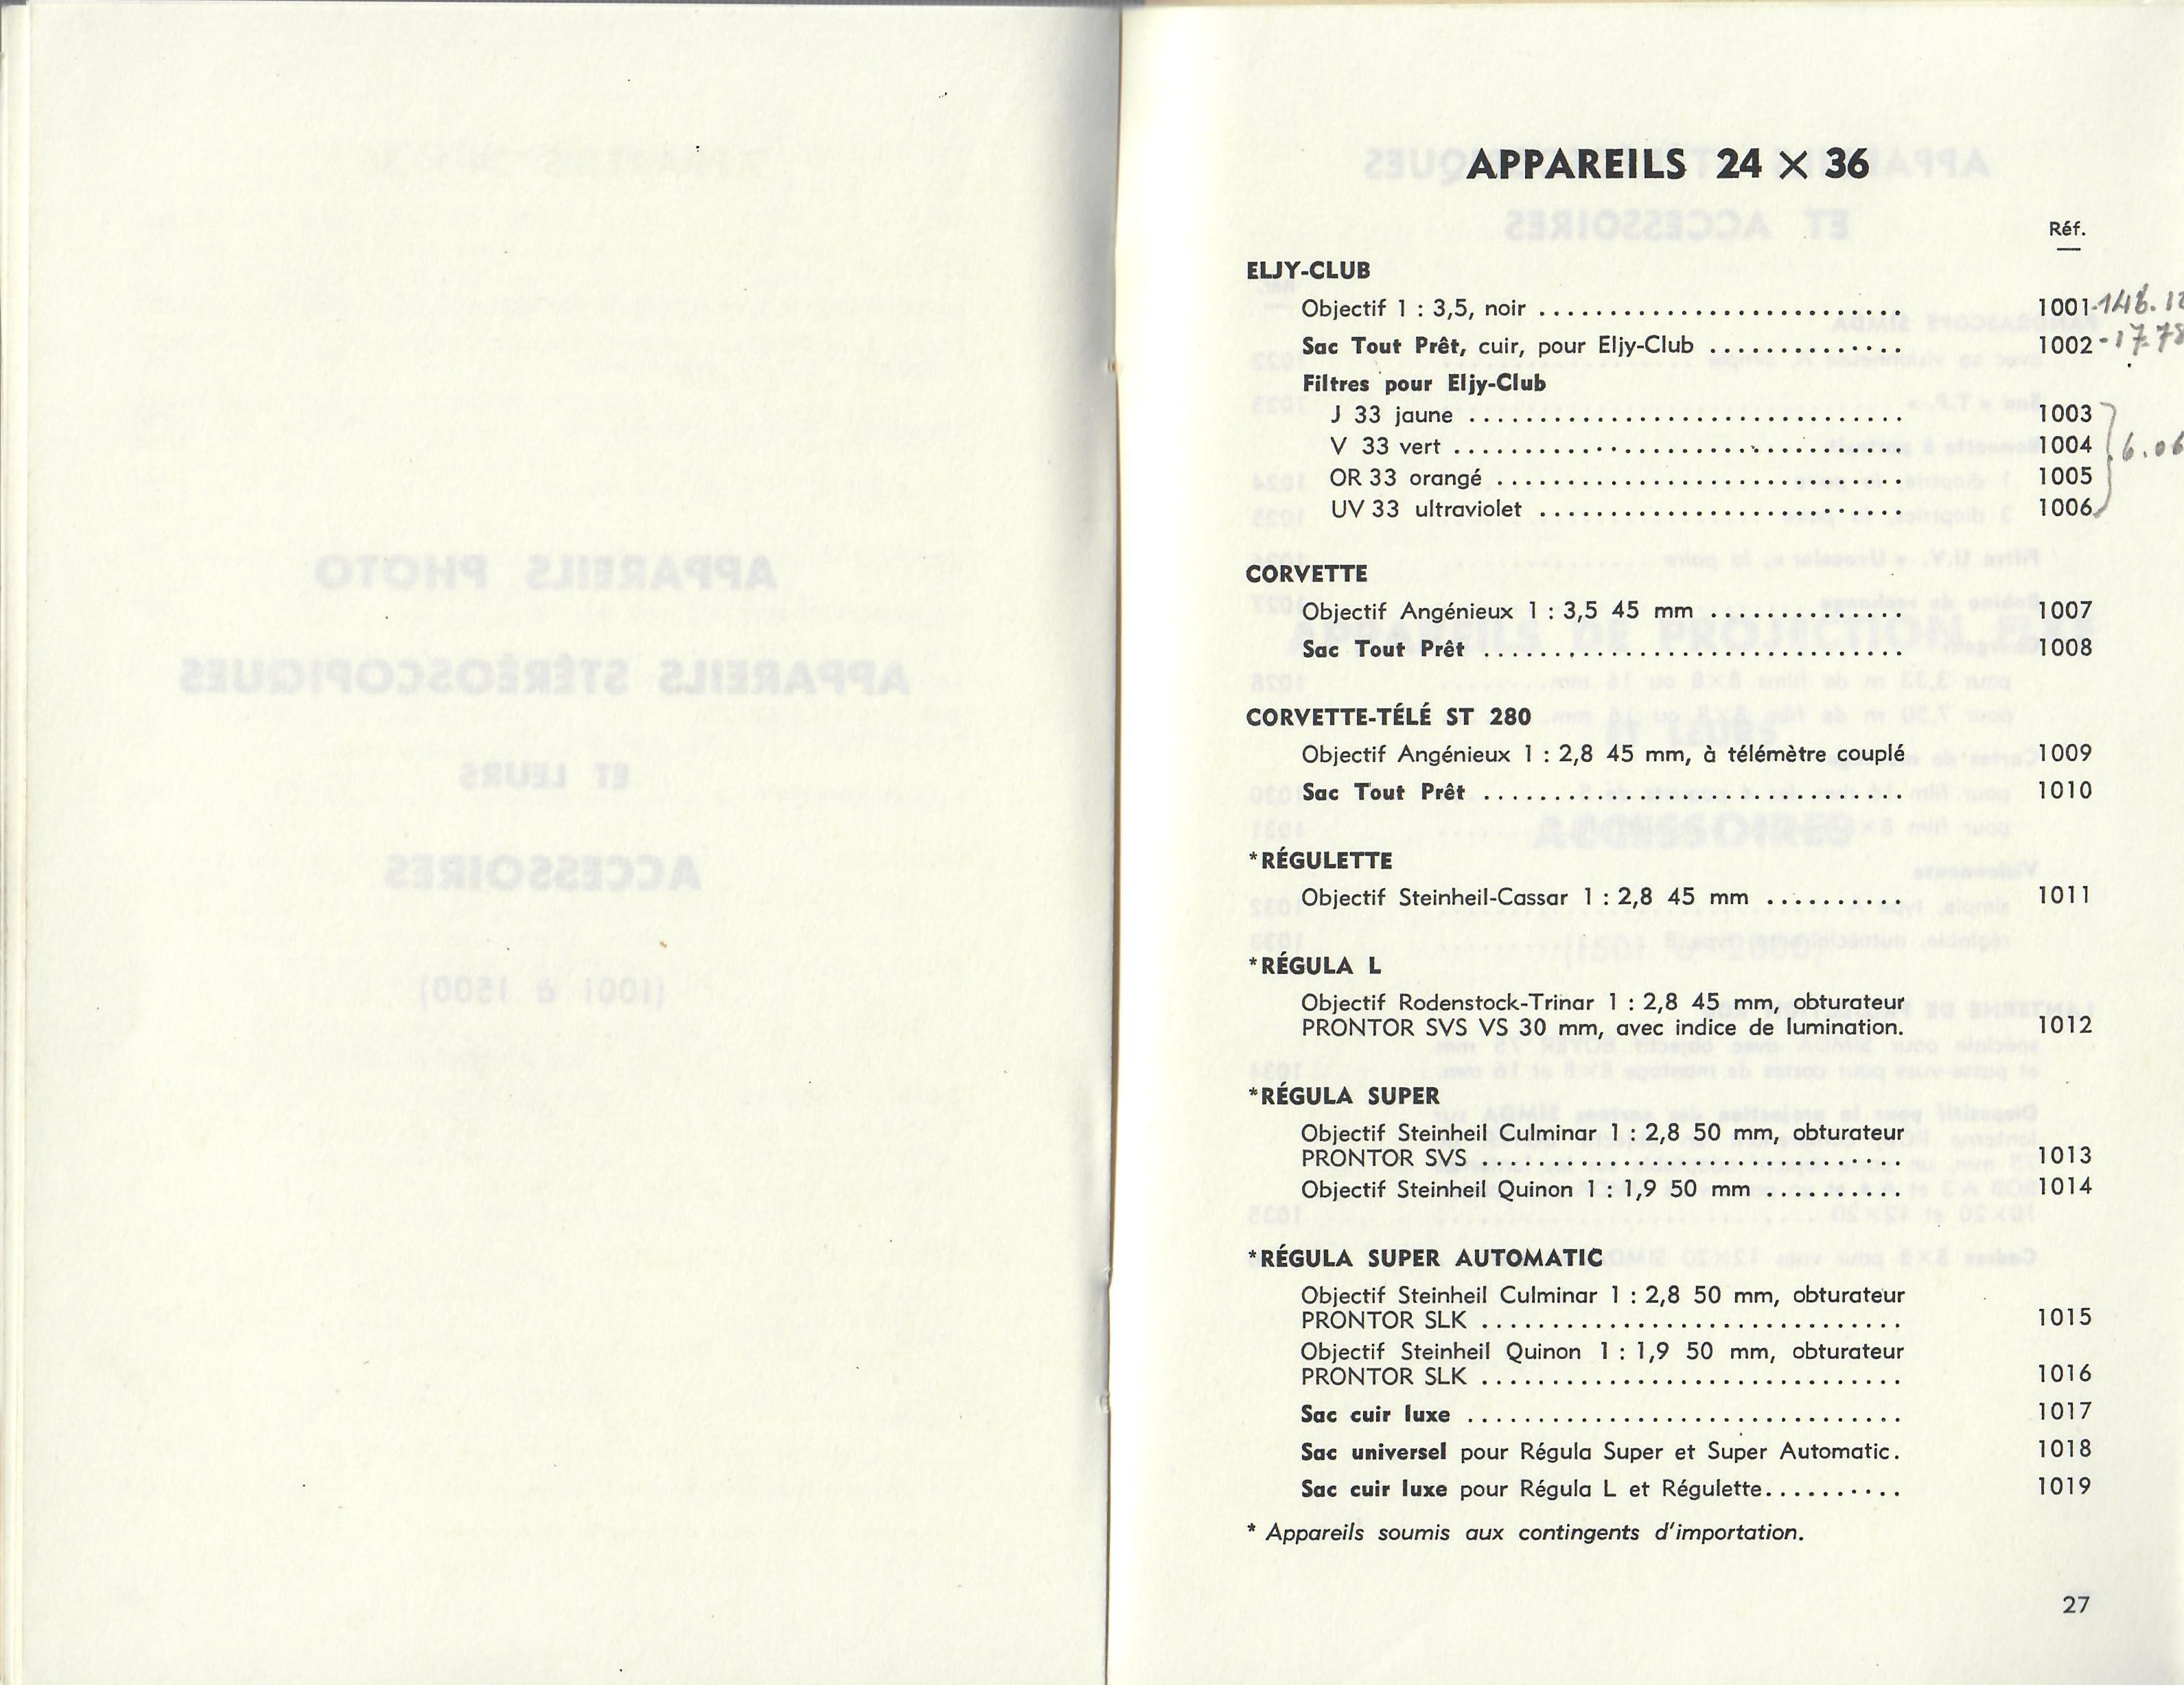 APPAREILS 24 × 36
Réf.
ELJY-CLUB
Objectif 1 : 3,5, noir .......................... 1001
Sac Tout Prêt, cuir, pour Eljy-Club .............. 1002
Filtres pour Eljy-Club
J 33 jaune ............................... 1003
V 33 vert ................................ 1004
OR 33 orangé ............................. 1005
UV 33 ultraviolet .......................... 1006
6.06
CORVETTE
Objectif Angénieux 1 : 3,5 45 mm .............. 1007
Sac Tout Prêt .............................. 1008
CORVETTE-TÉLÉ ST 280
Objectif Angénieux 1 : 2,8 45 mm, à télémètre couplé 1009
Sac Tout Prêt .............................. 1010
*RÉGULETTE
Objectif Steinheil-Cassar 1 : 2,8 45 mm .......... 1011
*RÉGULA L
Objectif Rodenstock-Trinar 1 : 2,8 45 mm, obturateur
PRONTOR SVS VS 30 mm, avec indice de lumination. 1012
*RÉGULA SUPER
Objectif Steinheil Culminar 1 : 2,8 50 mm, obturateur
PRONTOR SVS .............................. 1013
Objectif Steinheil Quinon 1 : 1,9 50 mm .......... 1014
*RÉGULA SUPER AUTOMATIC
Objectif Steinheil Culminar 1 : 2,8 50 mm, obturateur
PRONTOR SLK .............................. 1015
Objectif Steinheil Quinon 1 : 1,9 50 mm, obturateur
PRONTOR SLK .............................. 1016
Sac cuir luxe ............................... 1017
Sac universel pour Régula Super et Super Automatic. 1018
Sac cuir luxe pour Régula L et Régulette.......... 1019
* Appareils soumis aux contingents d'importation.
27